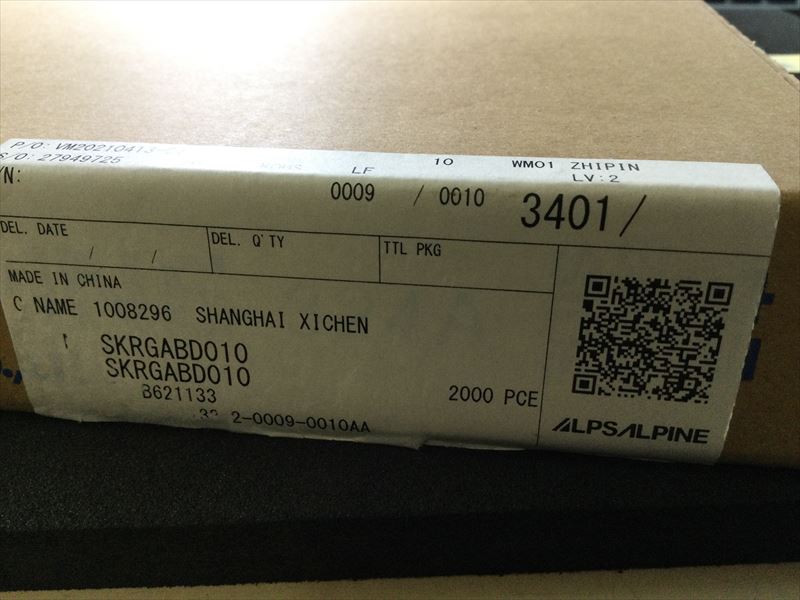 P/O: VM20210413
S/O: 27949725
LF 10 WM01 ZHIPIN
LV:2
/N:
0009 / 0010 3401/
DEL. DATE DEL. Q'TY TTL PKG
/ /
MADE IN CHINA
C NAME 1008296 SHANGHAI XICHEN
SKRGABD010
SKRGABD010
B621133 2000 PCE
2-0009-0010AA
ALPSALPINE